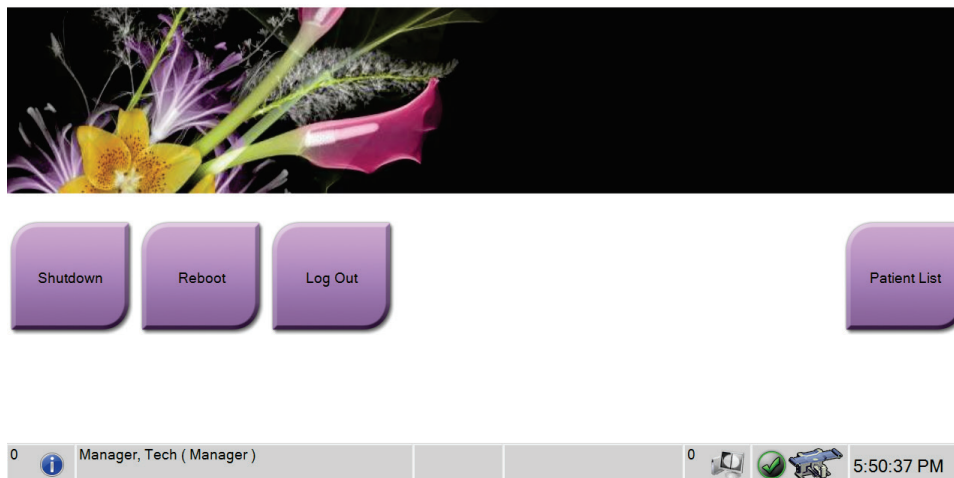 Shutdown
Reboot
Log Out
Patient List
0
Manager, Tech ( Manager )
0
5:50:37 PM